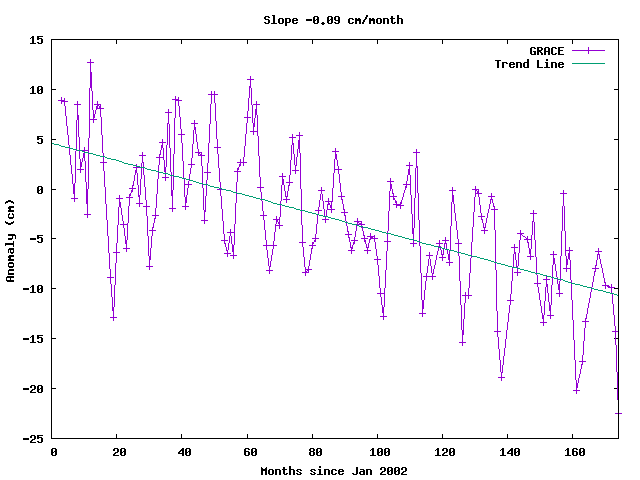 Slope -0.09 cm/month
GRACE
Trend Line
15
10
5
0
-5
-10
-15
-20
-25
Anomaly (cm)
0 20 40 60 80 100 120 140 160
Months since Jan 2002